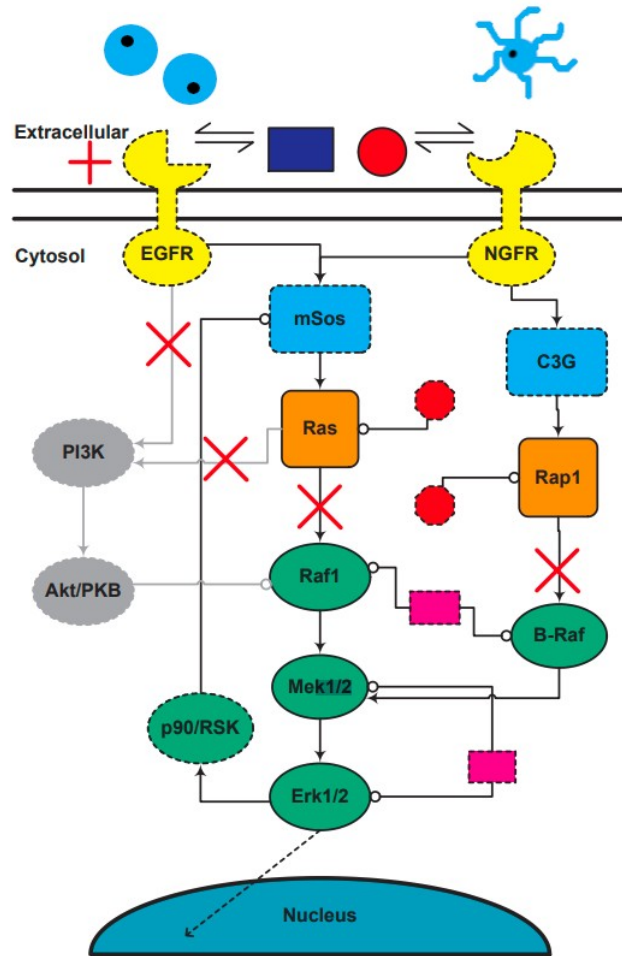 Extracellular
Cytosol
EGFR
NGFR
mSos
C3G
Ras
PI3K
Rap1
Akt/PKB
Raf1
B-Raf
Mek1/2
p90/RSK
Erk1/2
Nucleus